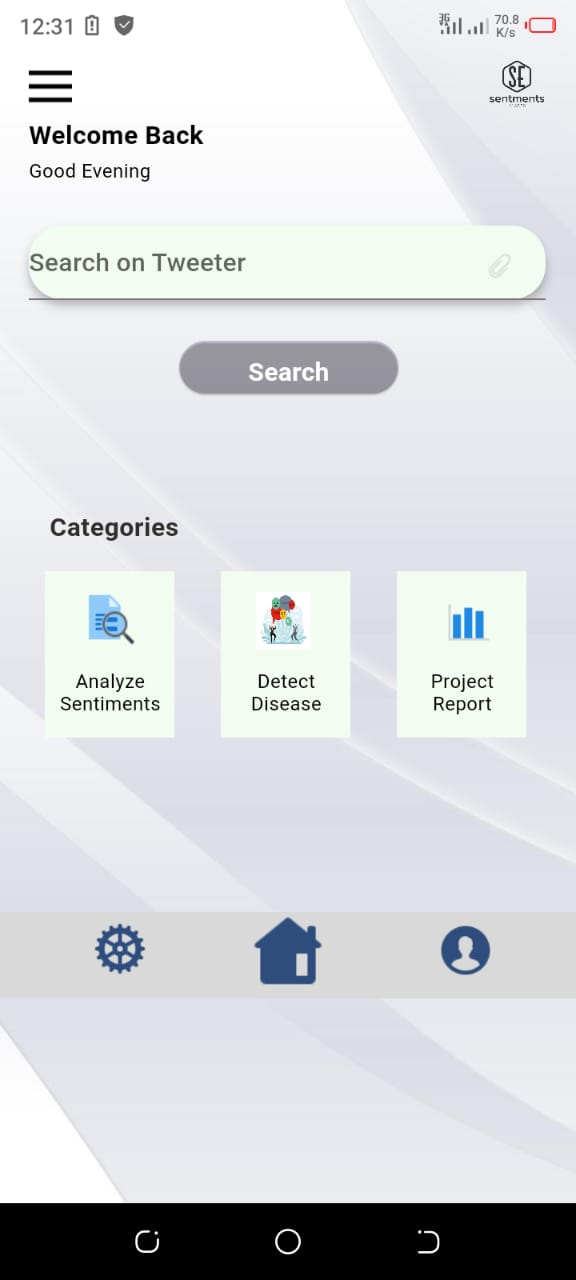 12:31
3G
70.8
K/s
SE
sentments
Welcome Back
Good Evening
Search on Tweeter
Search
Categories
Analyze
Sentiments
Detect
Disease
Project
Report